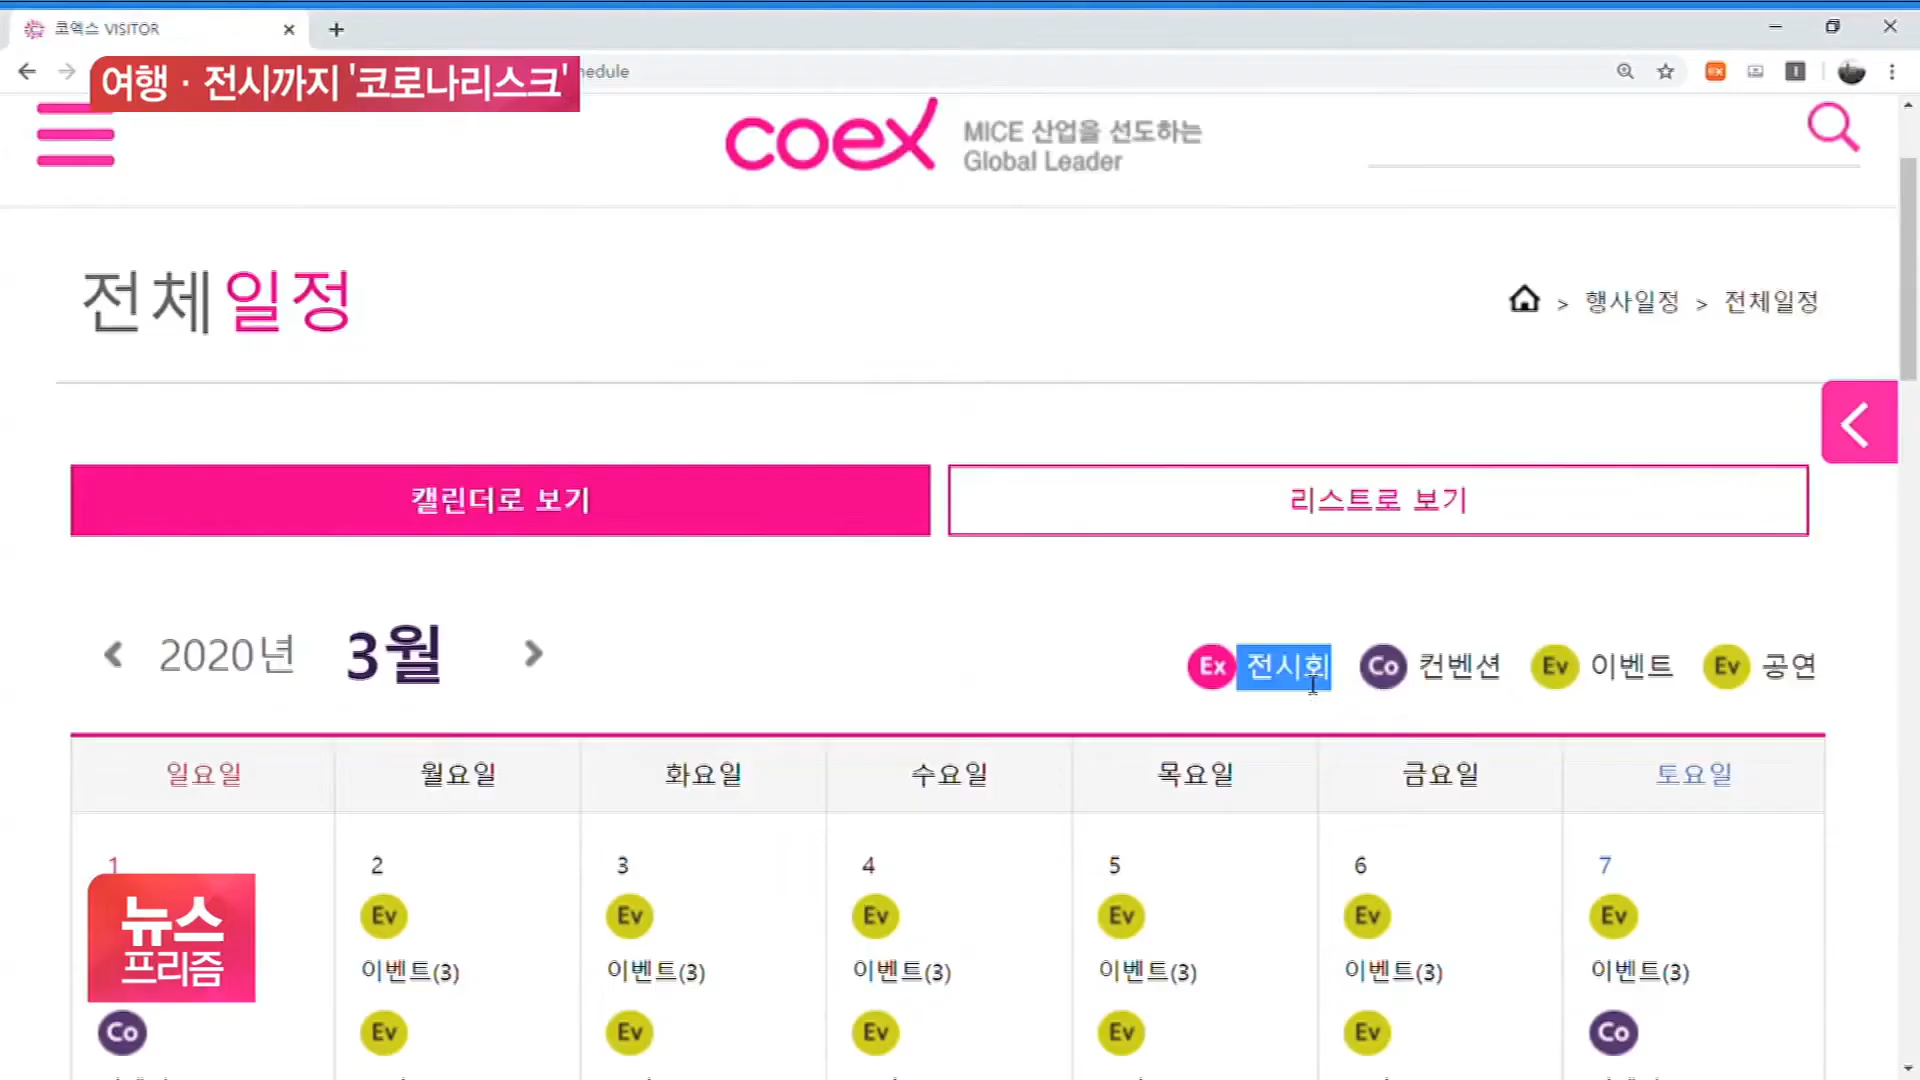 코엑스 VISITOR
여행 · 전시까지 '코로나리스크'
hedule
coex
MICE 산업을 선도하는
Global Leader
전체일정
> 행사일정 > 전체일정
캘린더로 보기
리스트로 보기
2020년 3월
Ex 전시회 Co 컨벤션 Ev 이벤트 Ev 공연
일요일 월요일 화요일 수요일 목요일 금요일 토요일
1 2 3 4 5 6 7
Ev Ev Ev Ev Ev Ev
이벤트(3) 이벤트(3) 이벤트(3) 이벤트(3) 이벤트(3) 이벤트(3)
뉴스
프리즘
Co Ev Ev Ev Ev Ev Co